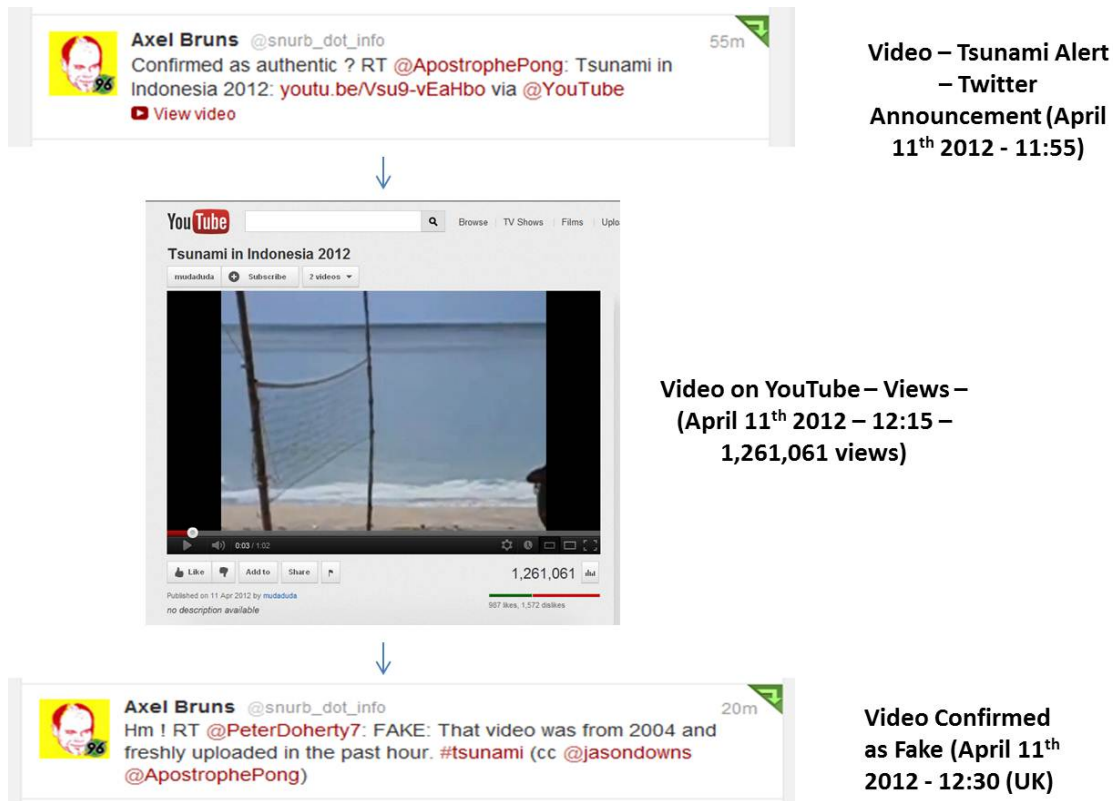 Axel Bruns @snurb_dot_info 55m
Confirmed as authentic ? RT @ApostrophePong: Tsunami in
Indonesia 2012: youtu.be/Vsu9-vEaHbo via @YouTube
View video
96
Video – Tsunami Alert
– Twitter
Announcement (April
11th 2012 - 11:55)
YouTube Browse TV Shows Films Uplo
Tsunami in Indonesia 2012
mudaduda Subscribe 2 videos
0:03 / 1:02
Like Add to Share 1,261,061
Published on 11 Apr 2012 by mudaduda
967 likes, 1,572 dislikes
no description available
Video on YouTube – Views –
(April 11th 2012 – 12:15 –
1,261,061 views)
Axel Bruns @snurb_dot_info 20m
Hm ! RT @PeterDoherty7: FAKE: That video was from 2004 and
freshly uploaded in the past hour. #tsunami (cc @jasondowns
@ApostrophePong)
96
Video Confirmed
as Fake (April 11th
2012 - 12:30 (UK)